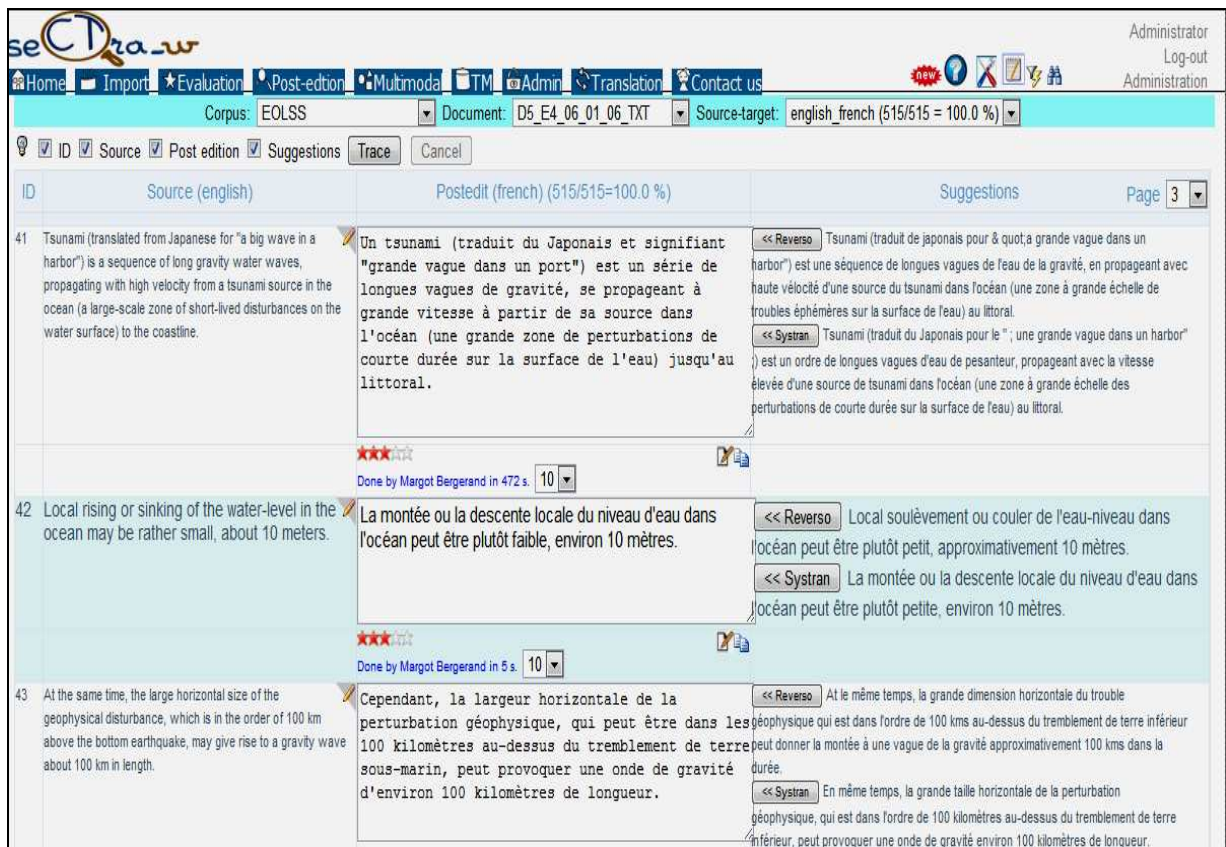 seCTra_w
Administrator
Log-out
Administration
Home Import Evaluation Post-edtion Multimodal TM Admin Translation Contact us
new
Corpus: EOLSS Document: D5_E4_06_01_06_TXT Source-target: english_french (515/515 = 100.0 %)
ID Source Post edition Suggestions Trace Cancel
ID Source (english) Postedit (french) (515/515=100.0 %) Suggestions Page 3
41
Tsunami (translated from Japanese for "a big wave in a
harbor") is a sequence of long gravity water waves,
propagating with high velocity from a tsunami source in the
ocean (a large-scale zone of short-lived disturbances on the
water surface) to the coastline.
Un tsunami (traduit du Japonais et signifiant
"grande vague dans un port") est un série de
longues vagues de gravité, se propageant à
grande vitesse à partir de sa source dans
l'océan (une grande zone de perturbations de
courte durée sur la surface de l'eau) jusqu'au
littoral.
<< Reverso Tsunami (traduit de japonais pour & quot;a grande vague dans un
harbor") est une séquence de longues vagues de l'eau de la gravité, en propageant avec
haute vélocité d'une source du tsunami dans l'océan (une zone à grande échelle de
troubles éphémères sur la surface de l'eau) au littoral.
<< Systran Tsunami (traduit du Japonais pour le " ; une grande vague dans un harbor"
;) est un ordre de longues vagues d'eau de pesanteur, propageant avec la vitesse
élevée d'une source de tsunami dans l'océan (une zone à grande échelle des
perturbations de courte durée sur la surface de l'eau) au littoral.
Done by Margot Bergerand in 472 s. 10
42
Local rising or sinking of the water-level in the
ocean may be rather small, about 10 meters.
La montée ou la descente locale du niveau d'eau dans
l'océan peut être plutôt faible, environ 10 mètres.
<< Reverso Local soulèvement ou couler de l'eau-niveau dans
l'océan peut être plutôt petit, approximativement 10 mètres.
<< Systran La montée ou la descente locale du niveau d'eau dans
l'océan peut être plutôt petite, environ 10 mètres.
Done by Margot Bergerand in 5 s. 10
43
At the same time, the large horizontal size of the
geophysical disturbance, which is in the order of 100 km
above the bottom earthquake, may give rise to a gravity wave
about 100 km in length.
Cependant, la largeur horizontale de la
perturbation géophysique, qui peut être dans les
100 kilomètres au-dessus du tremblement de terre
sous-marin, peut provoquer une onde de gravité
d'environ 100 kilomètres de longueur.
<< Reverso At le même temps, la grande dimension horizontale du trouble
géophysique qui est dans l'ordre de 100 kms au-dessus du tremblement de terre inférieur
peut donner la montée à une vague de la gravité approximativement 100 kms dans la
durée.
<< Systran En même temps, la grande taille horizontale de la perturbation
géophysique, qui est dans l'ordre de 100 kilomètres au-dessus du tremblement de terre
inférieur, peut provoquer une onde de gravité environ 100 kilomètres de longueur.